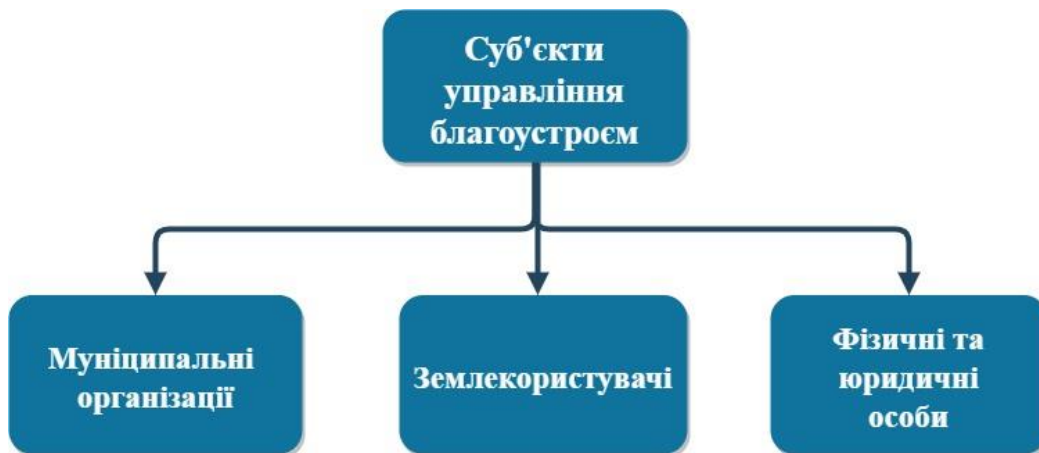 Суб'єкти
управління
благоустроєм
Муніципальні
організації
Землекористувачі
Фізичні та
юридичні
особи